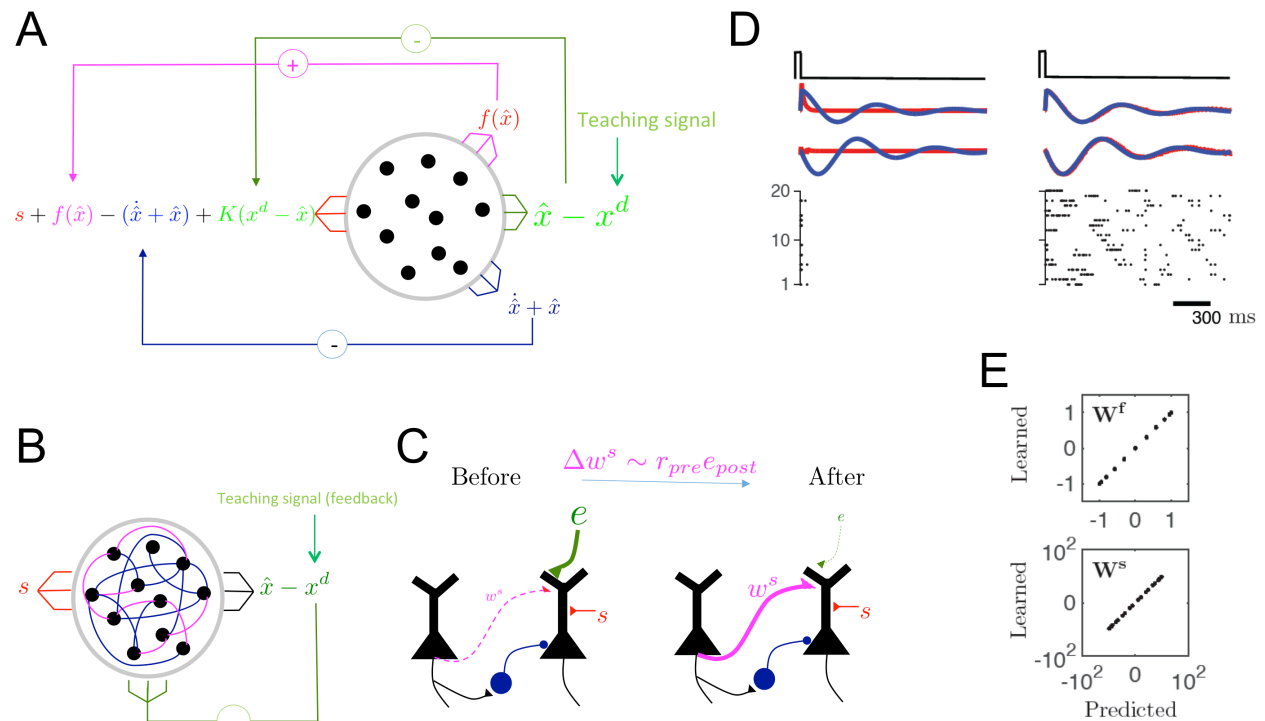 A
-
+
f(x̂)
Teaching signal
s + f(x̂) − (x̂̇ + x̂) + K(x^d − x̂)
x̂ − x^d
x̂̇ + x̂
-
B
Teaching signal (feedback)
s
x̂ − x^d
C
Δw^s ∼ r_pre e_post
Before
After
e
w^s
s
e
w^s
s
D
20
10
1
300 ms
E
W^f
Learned
1
0
-1
-1 0 1
W^s
Learned
10^2
0
-10^2
-10^2 0 10^2
Predicted